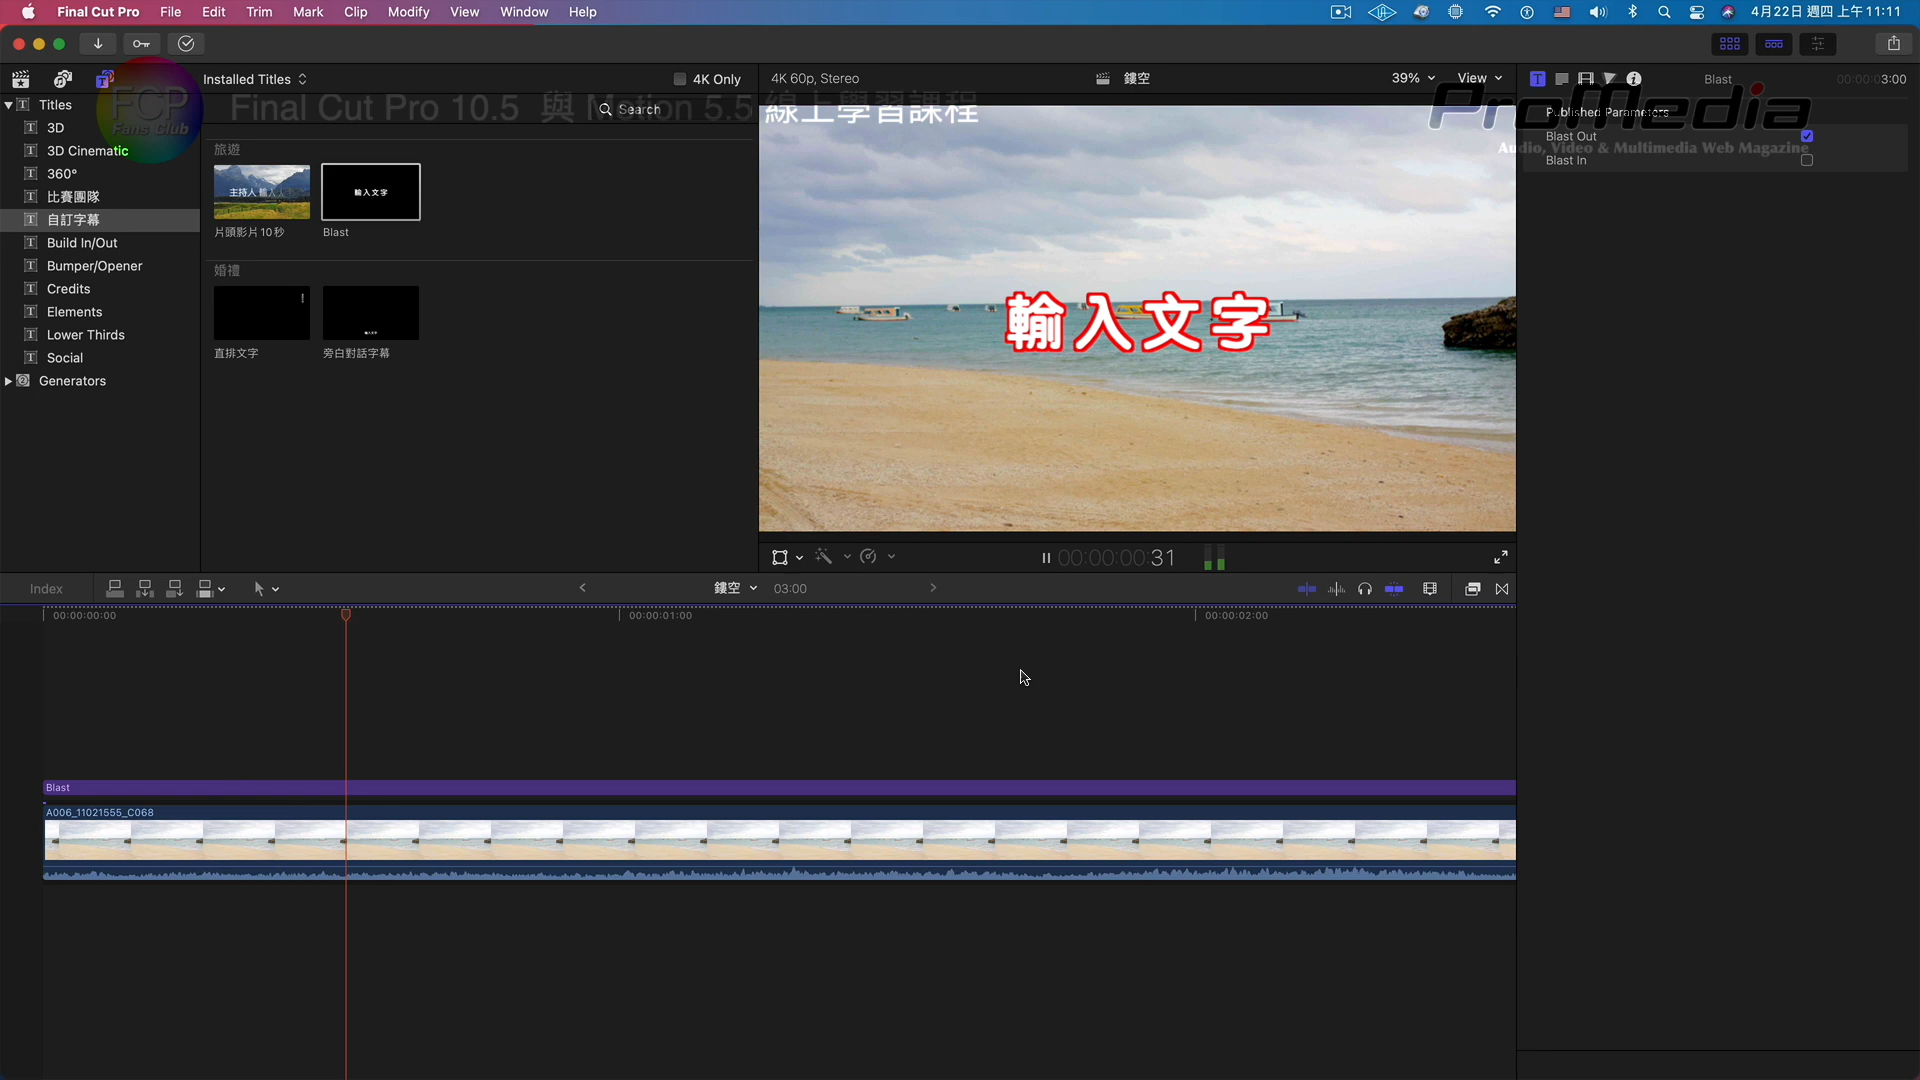 Final Cut Pro File Edit Trim Mark Clip Modify View Window Help 4月22日 週四 上午11:11
Installed Titles 4K Only
4K 60p, Stereo 鏤空 39% View
Blast 00:00:03:00
FCP
Fans Club
Final Cut Pro 10.5 與 Motion 5.5 線上學習課程
Search
ProMedia
Audio, Video & Multimedia Web Magazine
Titles
3D
3D Cinematic
360°
比賽團隊
自訂字幕
Build In/Out
Bumper/Opener
Credits
Elements
Lower Thirds
Social
Generators
旅遊
主持人 輸入人
輸入文字
片頭影片10秒 Blast
婚禮
輸入文字
直排文字 旁白對話字幕
輸入文字
Published Parameters
Blast Out
Blast In
00:00:00:31
Index 鏤空 03:00
00:00:00:00 00:00:01:00 00:00:02:00
Blast
A006_11021555_C068